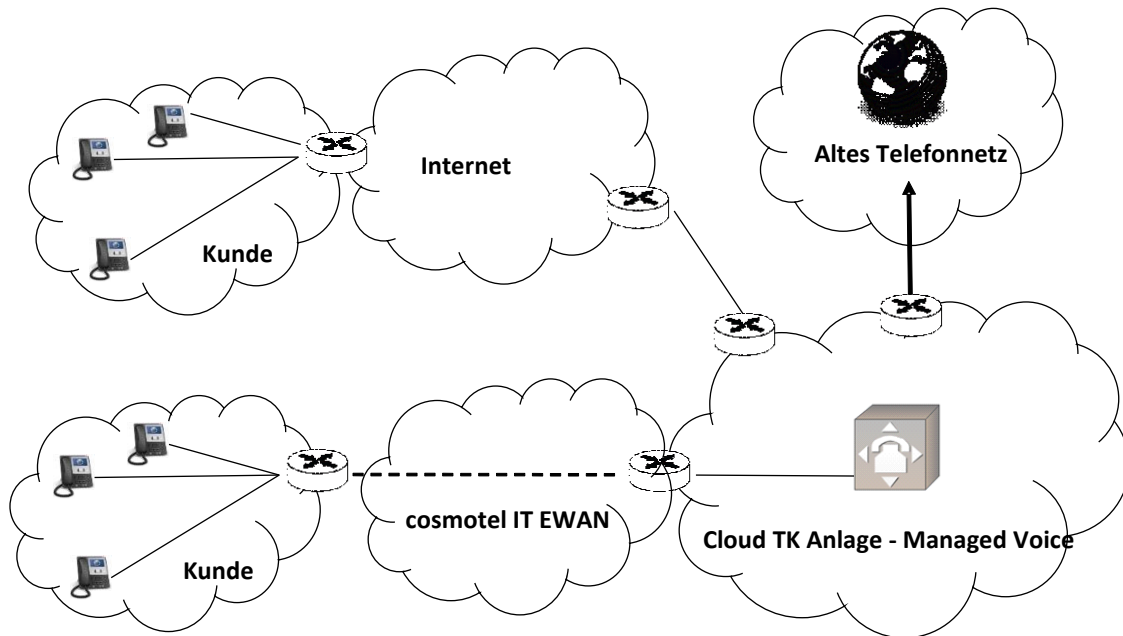 Altes Telefonnetz
Internet
Kunde
cosmotel IT EWAN
Cloud TK Anlage - Managed Voice
Kunde